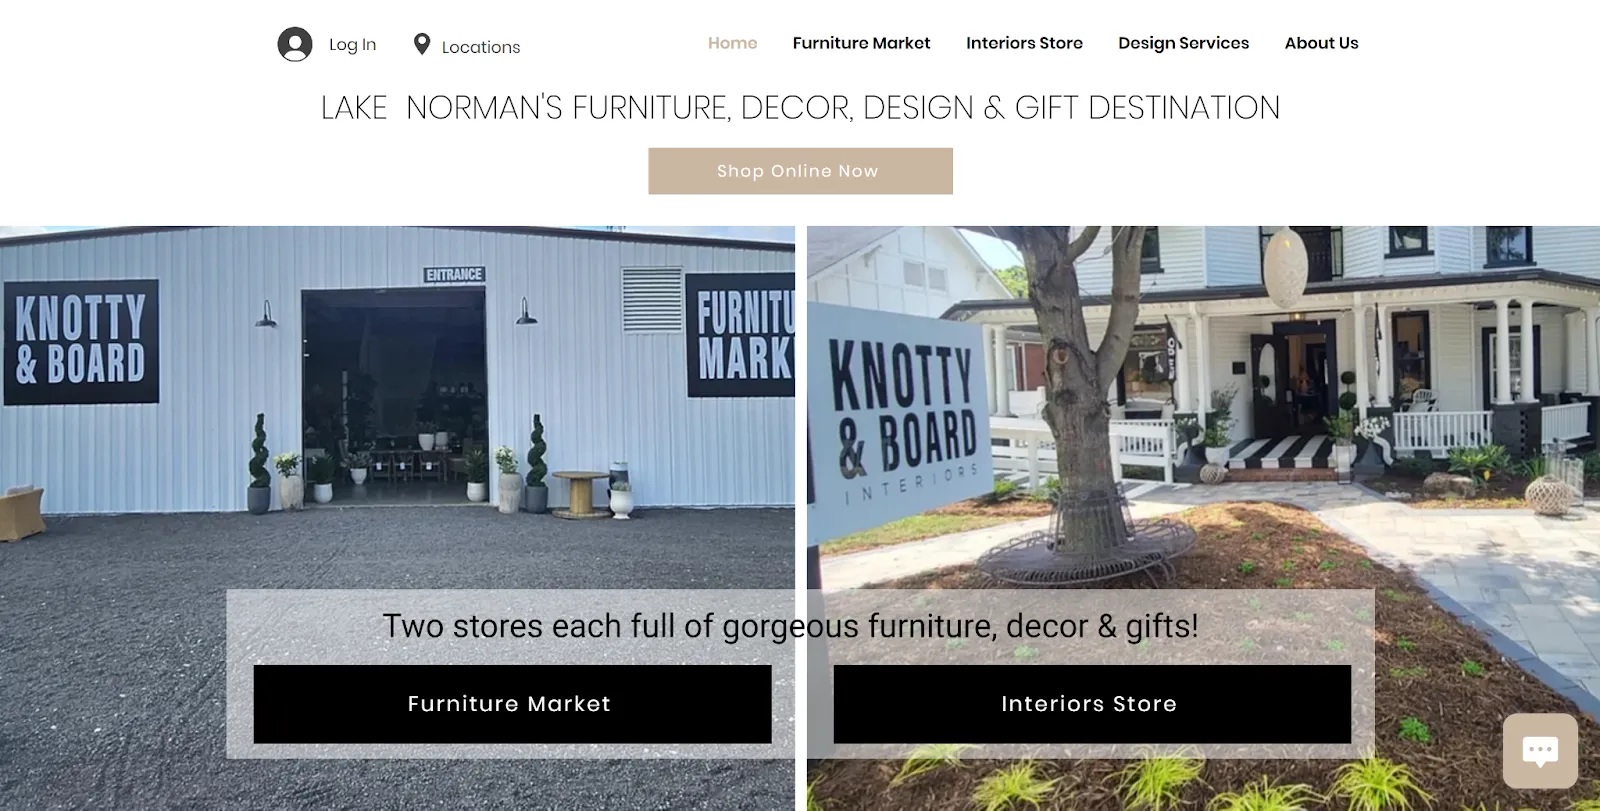 Log In
Locations
Home
Furniture Market
Interiors Store
Design Services
About Us
LAKE NORMAN'S FURNITURE, DECOR, DESIGN & GIFT DESTINATION
Shop Online Now
ENTRANCE
KNOTTY
& BOARD
FURNITU
MARK
KNOTTY
& BOARD
INTERIORS
Two stores each full of gorgeous furniture, decor & gifts!
Furniture Market
Interiors Store